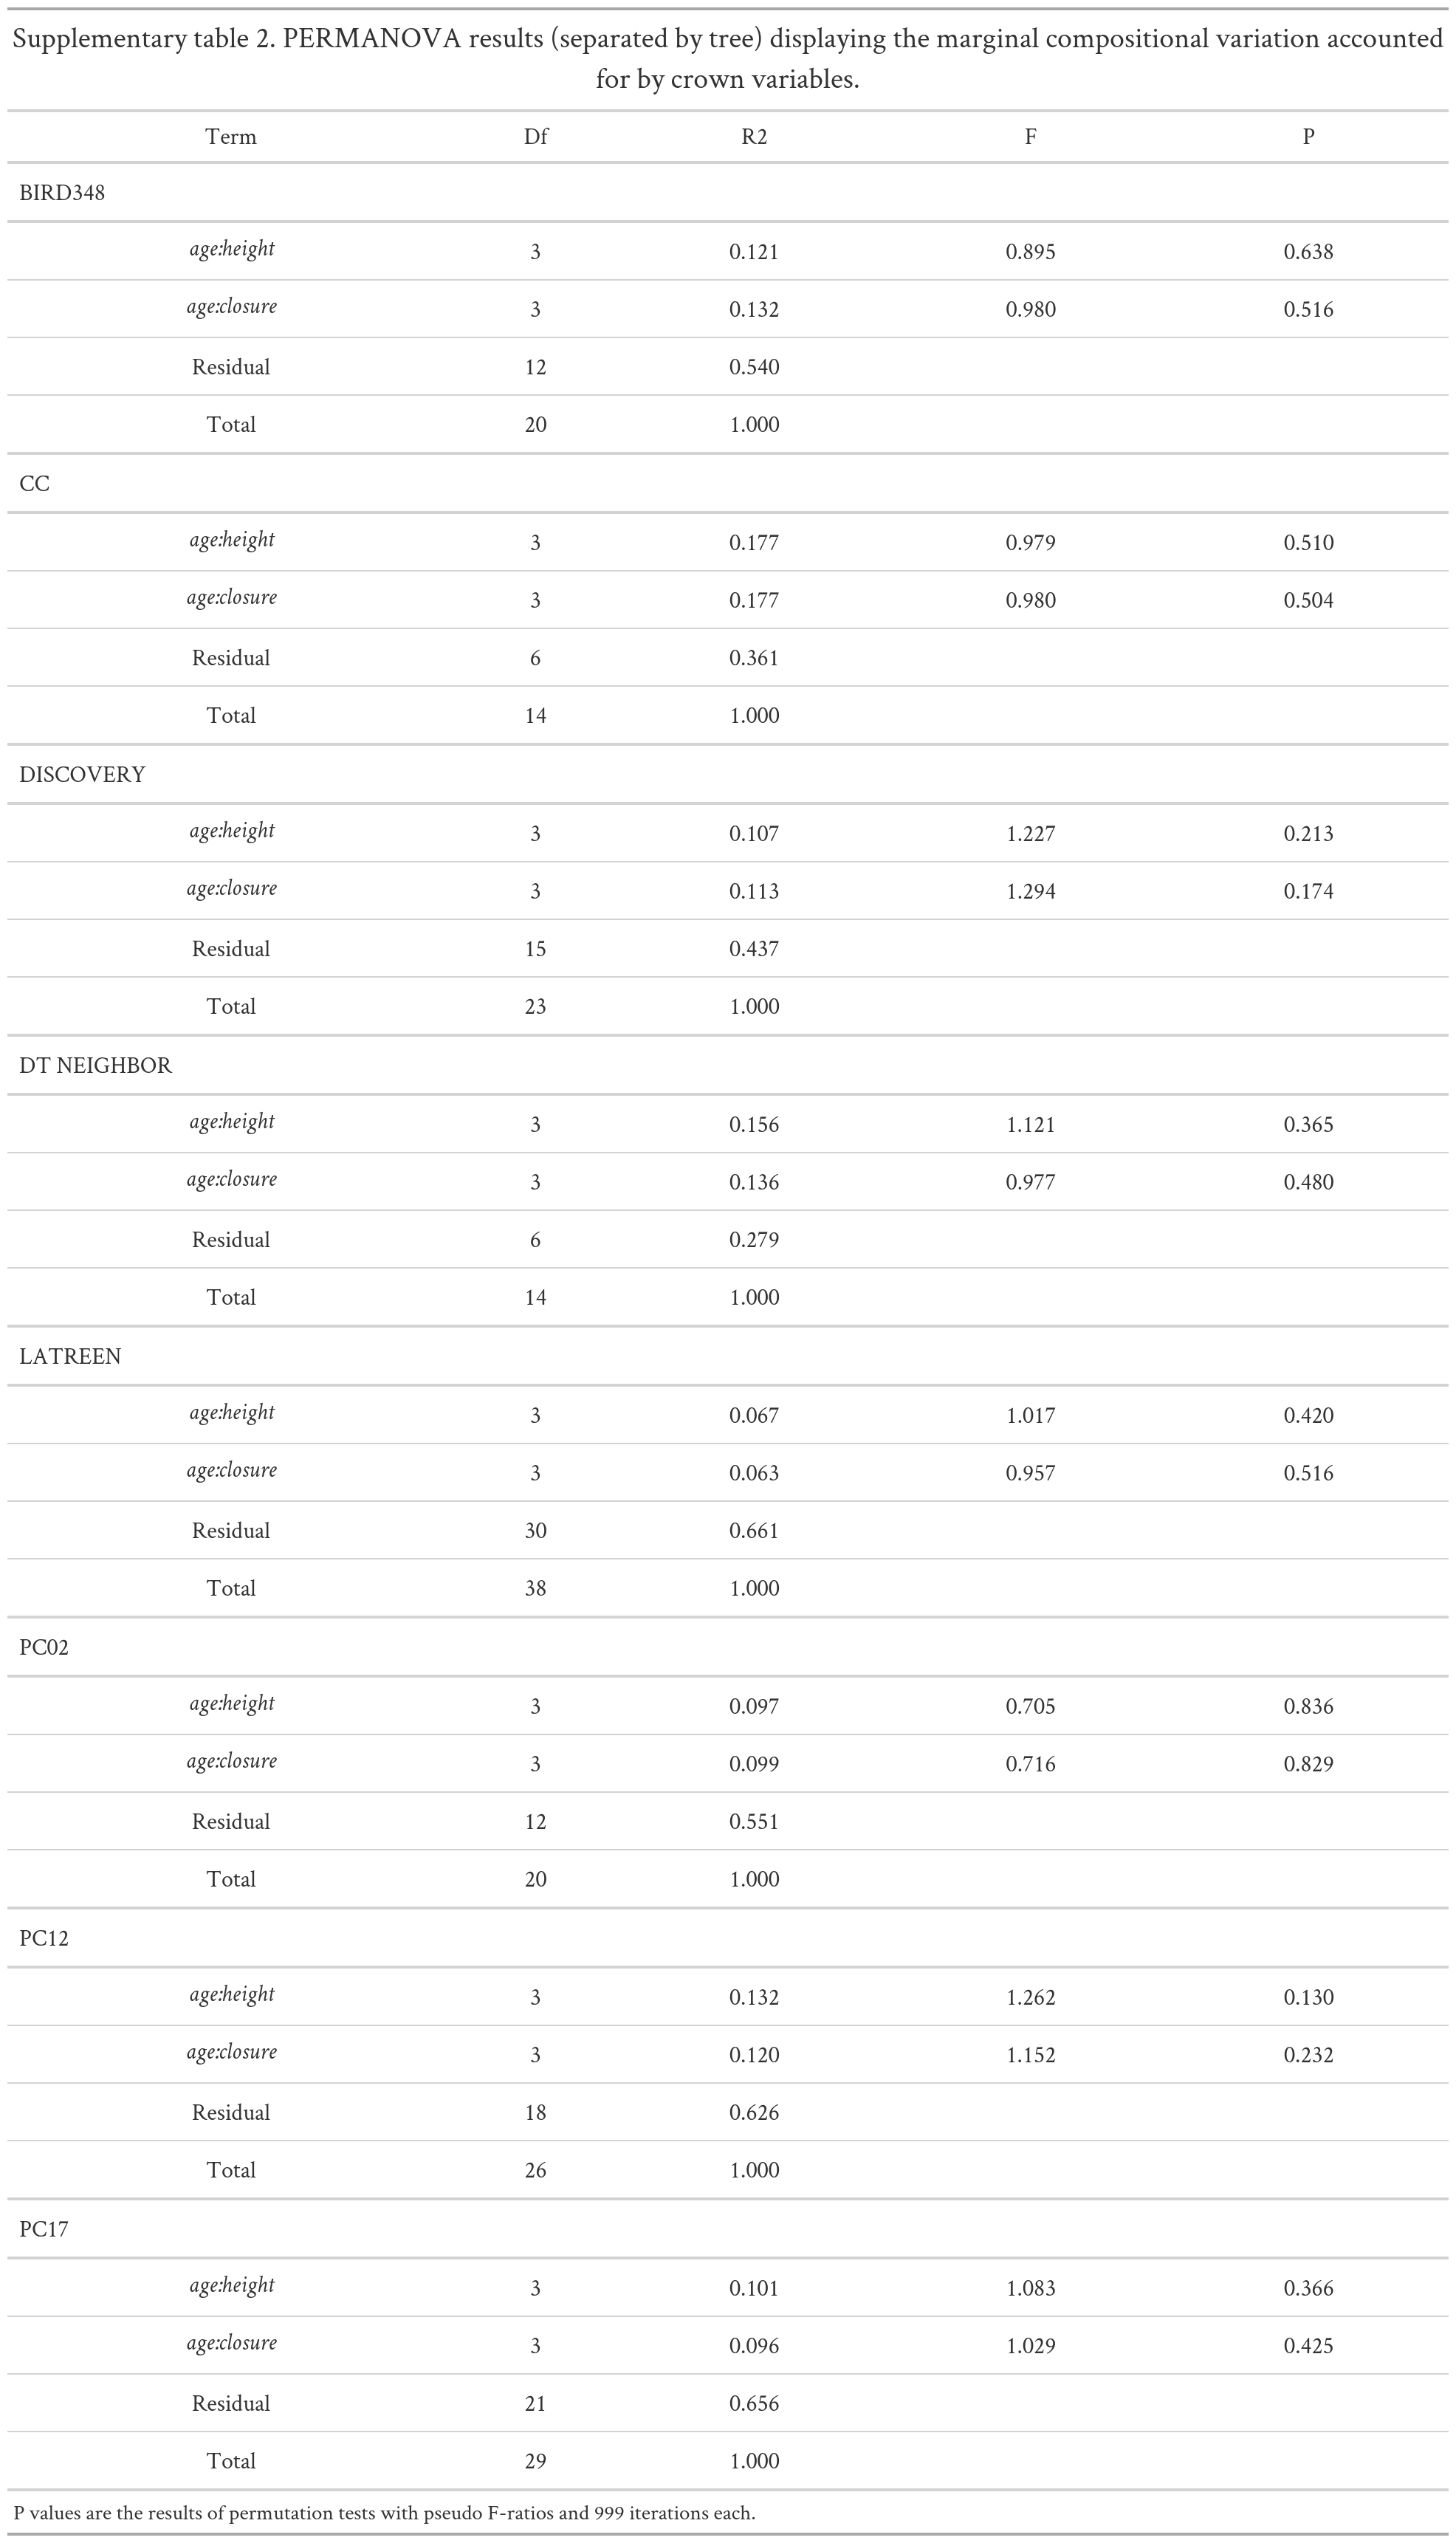 Supplementary table 2. PERMANOVA results (separated by tree) displaying the marginal compositional variation accounted
for by crown variables.
Term Df R2 F P
BIRD348
age:height 3 0.121 0.895 0.638
age:closure 3 0.132 0.980 0.516
Residual 12 0.540
Total 20 1.000
CC
age:height 3 0.177 0.979 0.510
age:closure 3 0.177 0.980 0.504
Residual 6 0.361
Total 14 1.000
DISCOVERY
age:height 3 0.107 1.227 0.213
age:closure 3 0.113 1.294 0.174
Residual 15 0.437
Total 23 1.000
DT NEIGHBOR
age:height 3 0.156 1.121 0.365
age:closure 3 0.136 0.977 0.480
Residual 6 0.279
Total 14 1.000
LATREEN
age:height 3 0.067 1.017 0.420
age:closure 3 0.063 0.957 0.516
Residual 30 0.661
Total 38 1.000
PC02
age:height 3 0.097 0.705 0.836
age:closure 3 0.099 0.716 0.829
Residual 12 0.551
Total 20 1.000
PC12
age:height 3 0.132 1.262 0.130
age:closure 3 0.120 1.152 0.232
Residual 18 0.626
Total 26 1.000
PC17
age:height 3 0.101 1.083 0.366
age:closure 3 0.096 1.029 0.425
Residual 21 0.656
Total 29 1.000
P values are the results of permutation tests with pseudo F-ratios and 999 iterations each.